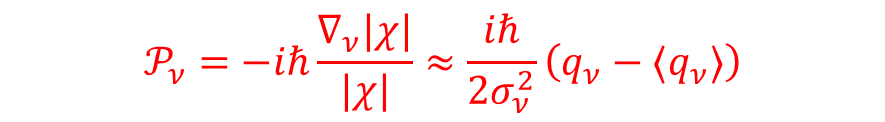 𝒫_ν = −iħ ∇_ν|χ| / |χ| ≈ iħ / 2σ_ν^2 (q_ν − ⟨q_ν⟩)